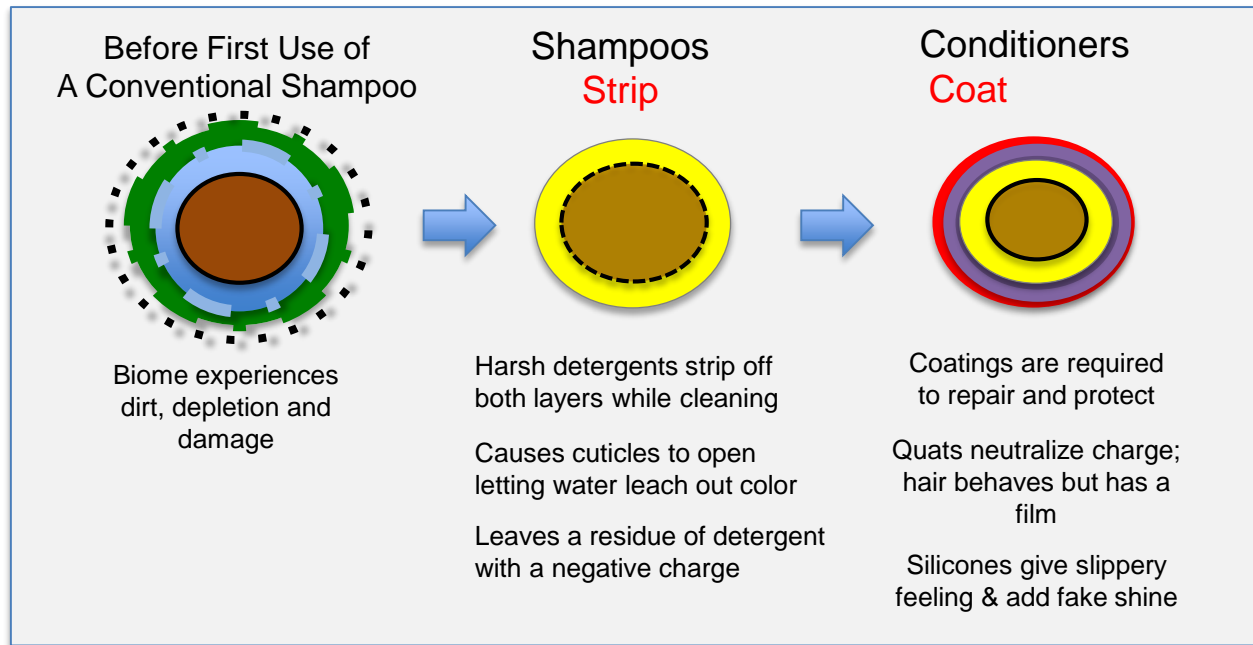 Before First Use of
A Conventional Shampoo
Biome experiences
dirt, depletion and
damage
Shampoos
Strip
Harsh detergents strip off
both layers while cleaning
Causes cuticles to open
letting water leach out color
Leaves a residue of detergent
with a negative charge
Conditioners
Coat
Coatings are required
to repair and protect
Quats neutralize charge;
hair behaves but has a
film
Silicones give slippery
feeling & add fake shine